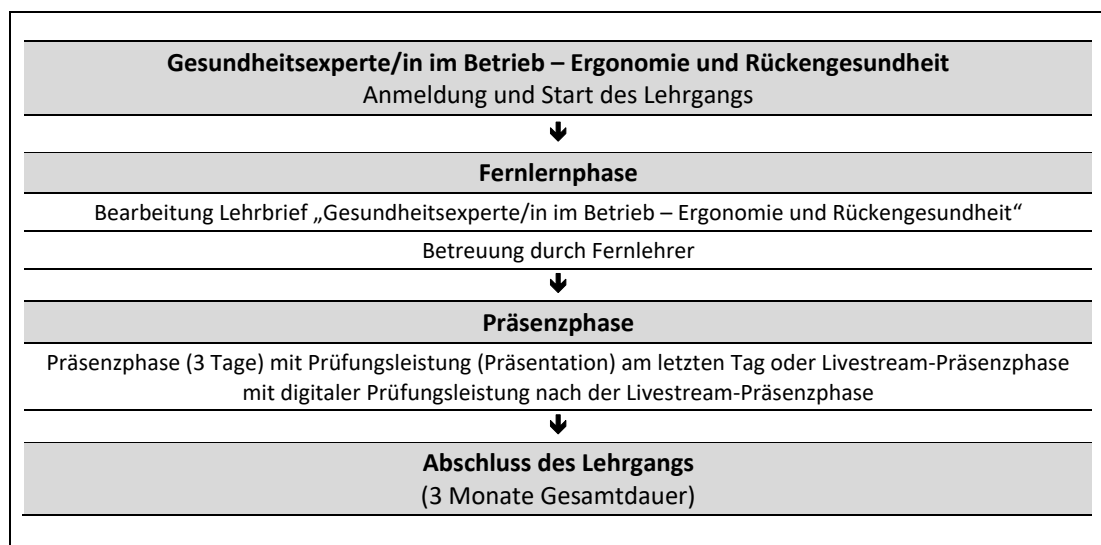 Gesundheitsexperte/in im Betrieb – Ergonomie und Rückengesundheit
Anmeldung und Start des Lehrgangs
🡻
Fernlernphase
Bearbeitung Lehrbrief „Gesundheitsexperte/in im Betrieb – Ergonomie und Rückengesundheit“
Betreuung durch Fernlehrer
🡻
Präsenzphase
Präsenzphase (3 Tage) mit Prüfungsleistung (Präsentation) am letzten Tag oder Livestream-Präsenzphase
mit digitaler Prüfungsleistung nach der Livestream-Präsenzphase
🡻
Abschluss des Lehrgangs
(3 Monate Gesamtdauer)